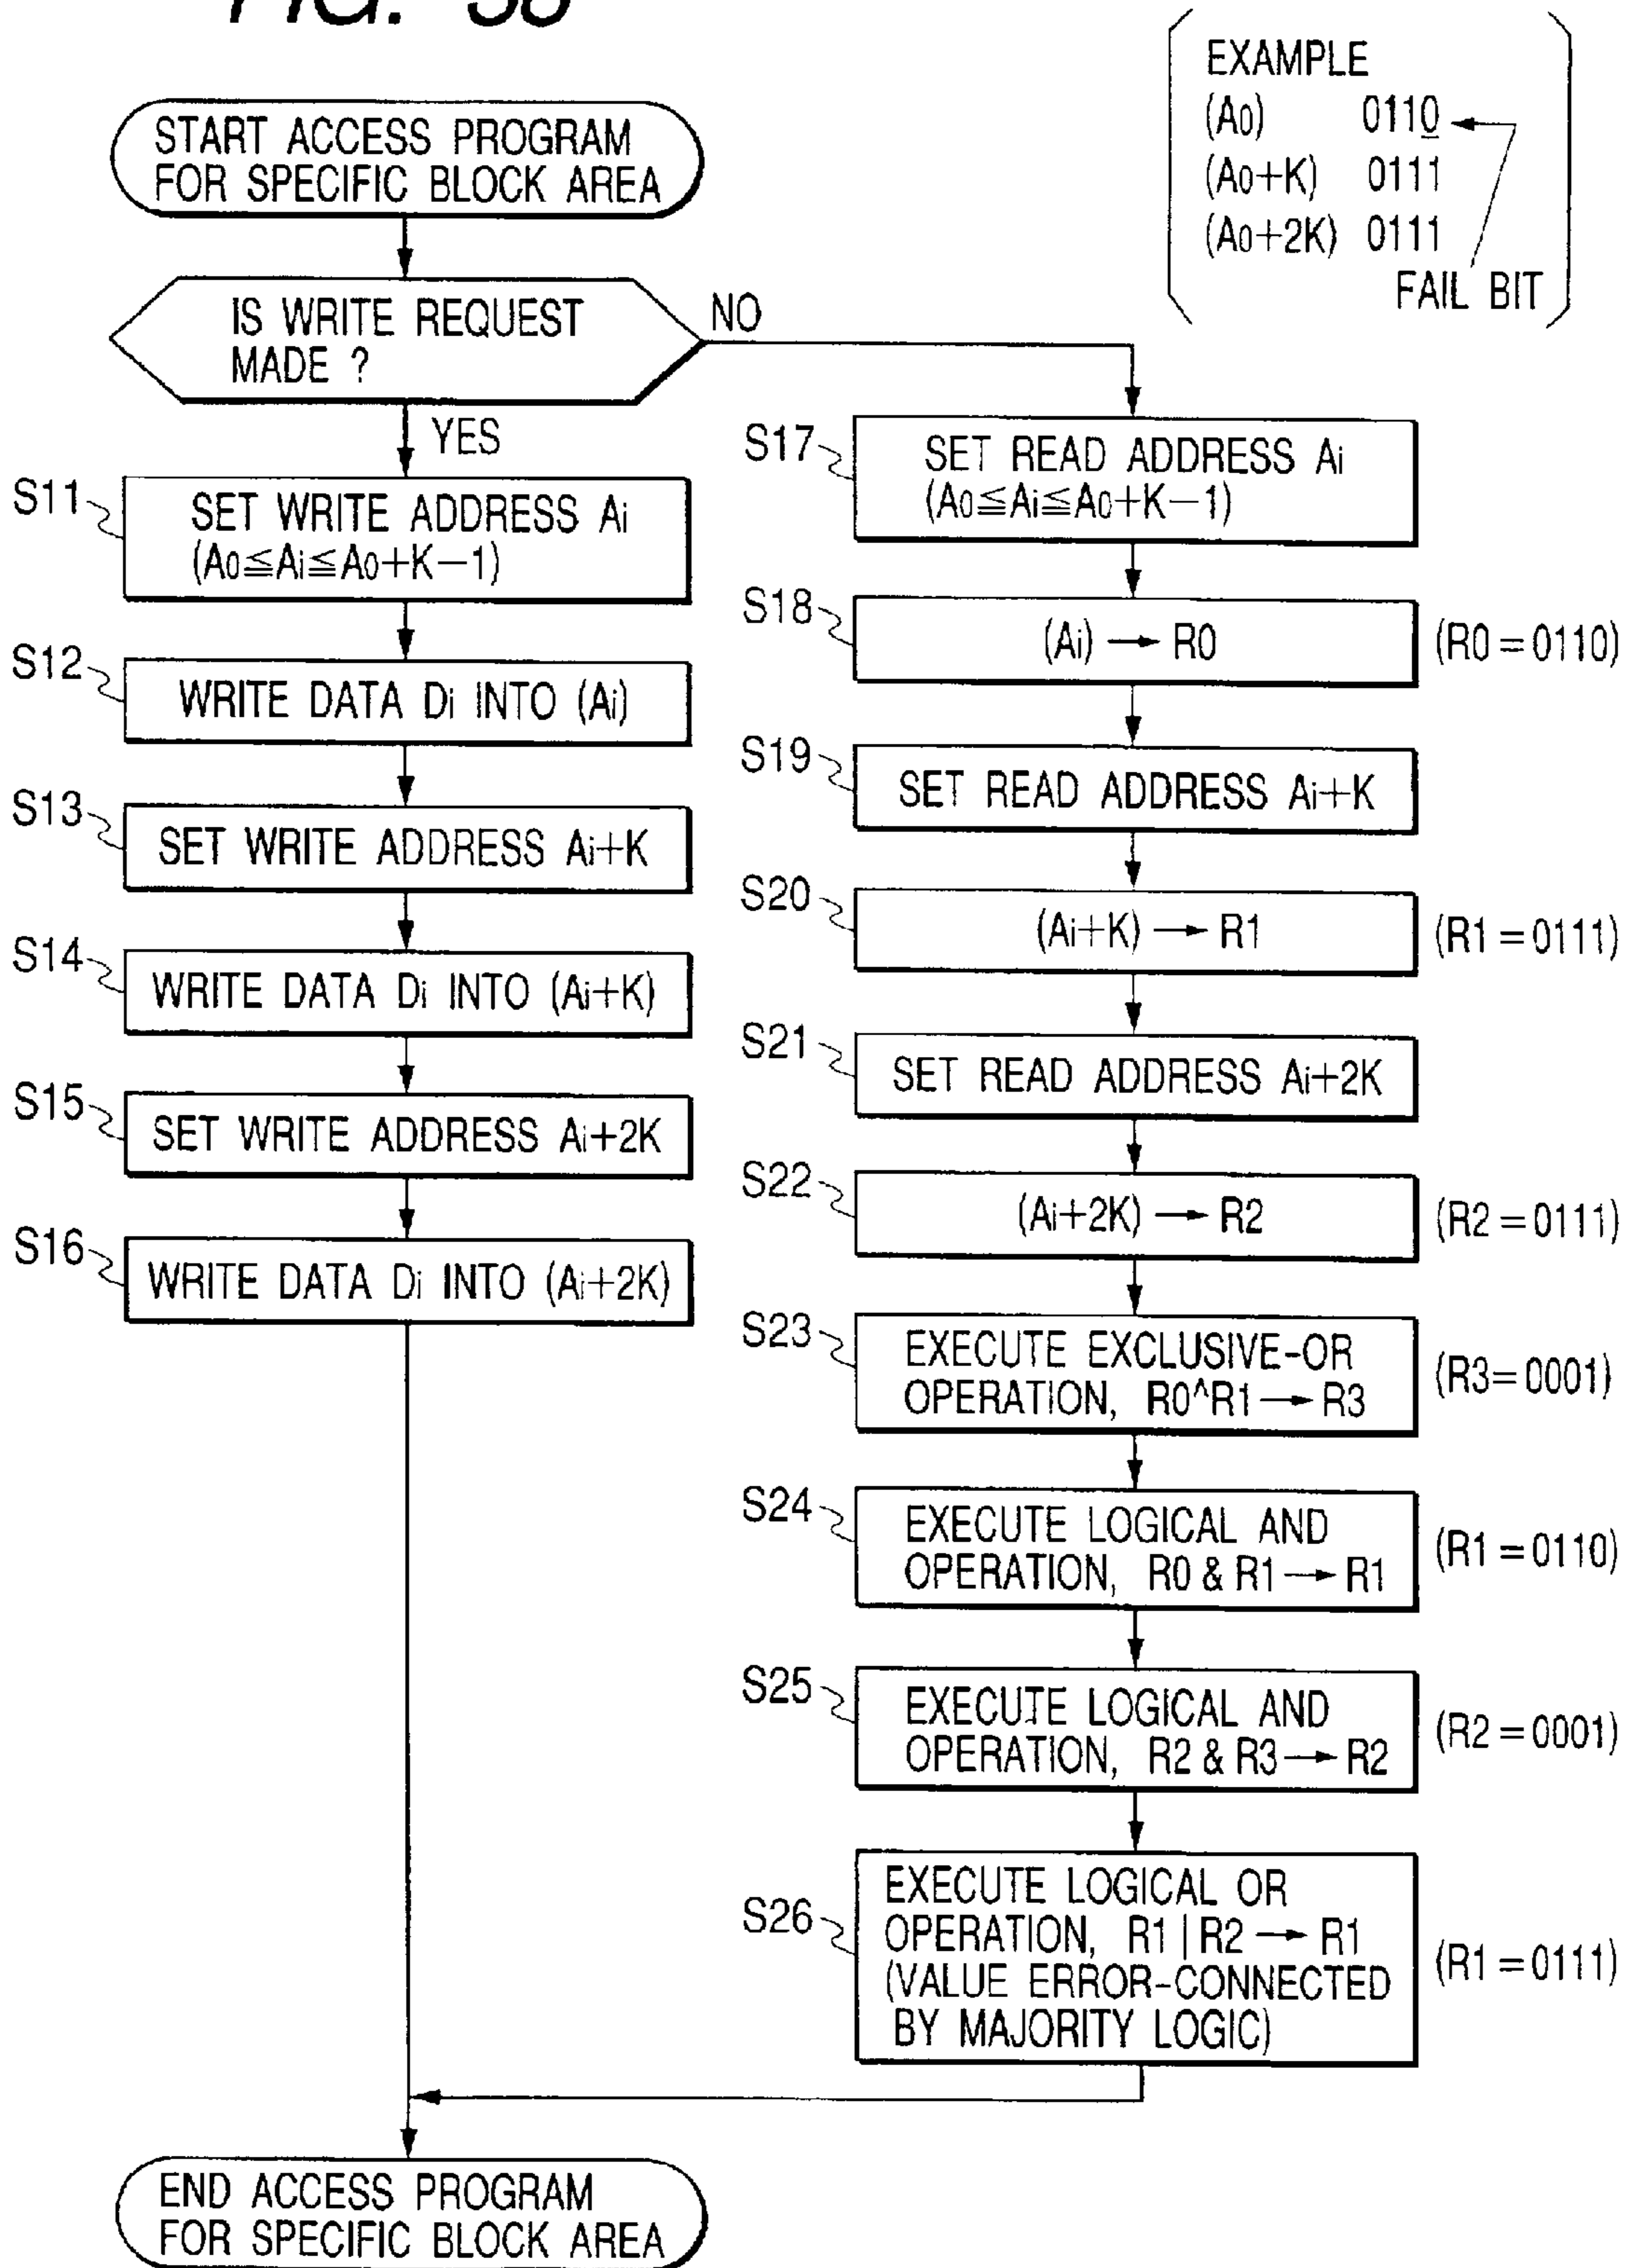 EXAMPLE
(A0) 0110
(A0+K) 0111
(A0+2K) 0111
FAIL BIT
START ACCESS PROGRAM
FOR SPECIFIC BLOCK AREA
IS WRITE REQUEST
MADE ?
NO
YES
S11
SET WRITE ADDRESS Ai
(A0≦Ai≦A0+K−1)
S12
WRITE DATA Di INTO (Ai)
S13
SET WRITE ADDRESS Ai+K
S14
WRITE DATA Di INTO (Ai+K)
S15
SET WRITE ADDRESS Ai+2K
S16
WRITE DATA Di INTO (Ai+2K)
S17
SET READ ADDRESS Ai
(A0≦Ai≦A0+K−1)
S18
(Ai) → R0
(R0=0110)
S19
SET READ ADDRESS Ai+K
S20
(Ai+K) → R1
(R1=0111)
S21
SET READ ADDRESS Ai+2K
S22
(Ai+2K) → R2
(R2=0111)
S23
EXECUTE EXCLUSIVE-OR
OPERATION, R0^R1 → R3
(R3=0001)
S24
EXECUTE LOGICAL AND
OPERATION, R0 & R1 → R1
(R1=0110)
S25
EXECUTE LOGICAL AND
OPERATION, R2 & R3 → R2
(R2=0001)
S26
EXECUTE LOGICAL OR
OPERATION, R1 | R2 → R1
(VALUE ERROR-CONNECTED
BY MAJORITY LOGIC)
(R1=0111)
END ACCESS PROGRAM
FOR SPECIFIC BLOCK AREA